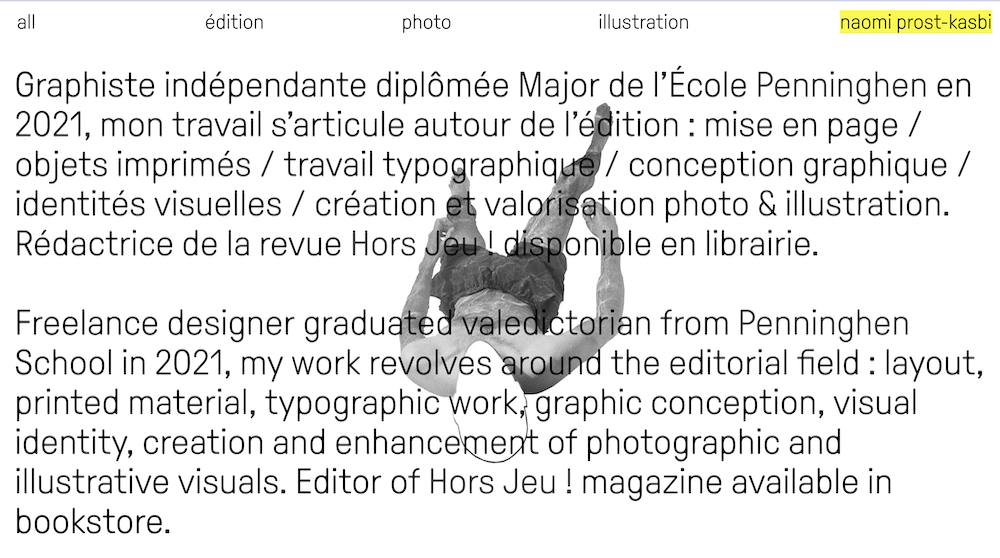 all édition photo illustration naomi prost-kasbi
Graphiste indépendante diplômée Major de l’École Penninghen en
2021, mon travail s’articule autour de l’édition : mise en page /
objets imprimés / travail typographique / conception graphique /
identités visuelles / création et valorisation photo & illustration.
Rédactrice de la revue Hors Jeu ! disponible en librairie.
Freelance designer graduated valedictorian from Penninghen
School in 2021, my work revolves around the editorial field : layout,
printed material, typographic work, graphic conception, visual
identity, creation and enhancement of photographic and
illustrative visuals. Editor of Hors Jeu ! magazine available in
bookstore.